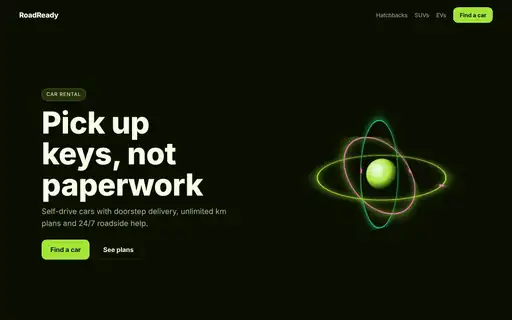 RoadReady
Hatchbacks SUVs EVs Find a car
CAR RENTAL
Pick up
keys, not
paperwork
Self-drive cars with doorstep delivery, unlimited km
plans and 24/7 roadside help.
Find a car See plans